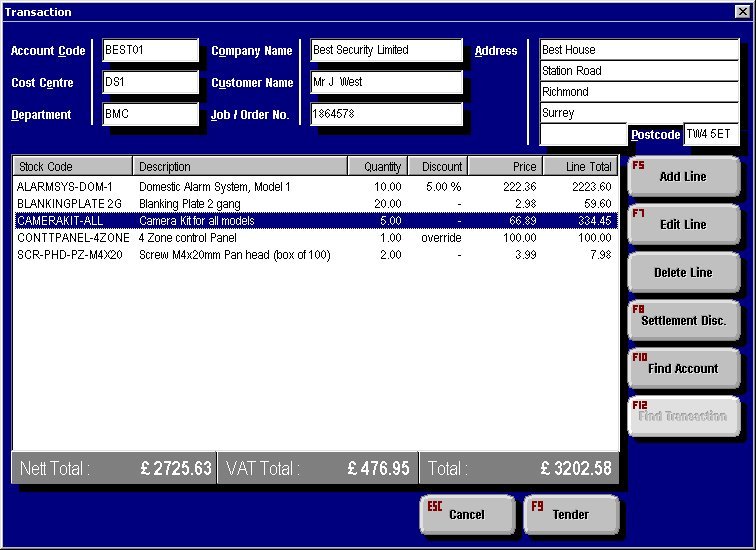 Transaction
Account Code BEST01 Company Name Best Security Limited Address Best House
Station Road
Cost Centre DS1 Customer Name Mr J West
Richmond
Department BMC Job / Order No. 1864578 Surrey
Postcode TW4 5ET
Stock Code Description Quantity Discount Price Line Total
ALARMSYS-DOM-1 Domestic Alarm System, Model 1 10.00 5.00 % 222.36 2223.60
BLANKINGPLATE 2G Blanking Plate 2 gang 20.00 - 2.98 59.60
CAMERAKIT-ALL Camera Kit for all models 5.00 - 66.89 334.45
CONTTPANEL-4ZONE 4 Zone control Panel 1.00 override 100.00 100.00
SCR-PHD-PZ-M4X20 Screw M4x20mm Pan head (box of 100) 2.00 - 3.99 7.98
F5 Add Line
F7 Edit Line
Delete Line
F8 Settlement Disc.
F10 Find Account
F12 Find Transaction
Nett Total : £ 2725.63 VAT Total : £ 476.95 Total : £ 3202.58
ESC Cancel F9 Tender